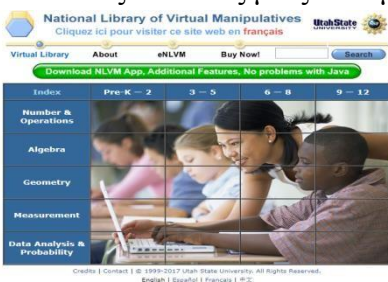 National Library of Virtual Manipulatives
UtahState
UNIVERSITY
Cliquez ici pour visiter ce site web en français
Virtual Library About eNLVM Buy Now! Search
Download NLVM App, Additional Features, No problems with Java
Index Pre-K – 2 3 – 5 6 – 8 9 – 12
Number &
Operations
Algebra
Geometry
Measurement
Data Analysis &
Probability
Credits | Contact | © 1999-2017 Utah State University. All Rights Reserved.
English | Español | Français | 中文